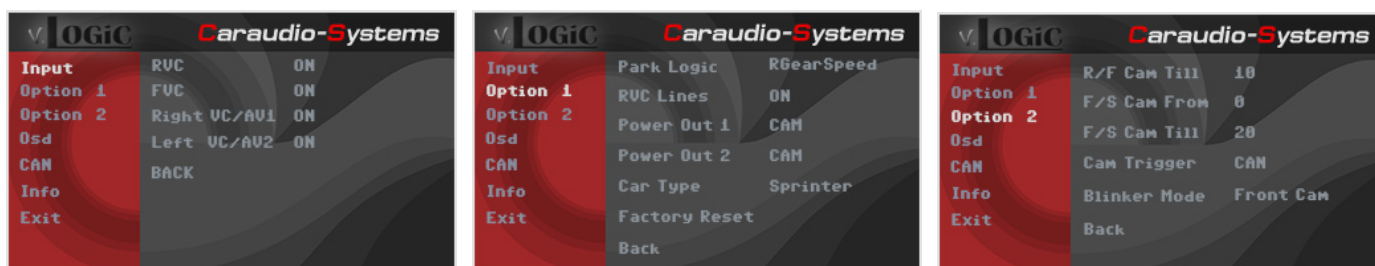 v.LOGiC Caraudio-Systems
Input RVC ON
Option 1 FVC ON
Option 2 Right VC/AV1 ON
Osd Left VC/AV2 ON
CAN BACK
Info
Exit
v.LOGiC Caraudio-Systems
Input Park Logic RGearSpeed
Option 1 RVC Lines ON
Option 2 Power Out 1 CAM
Osd Power Out 2 CAM
CAN Car Type Sprinter
Info Factory Reset
Exit Back
v.LOGiC Caraudio-Systems
Input R/F Cam Till 10
Option 1 F/S Cam From 0
Option 2 F/S Cam Till 20
Osd Cam Trigger CAN
CAN Blinker Mode Front Cam
Info Back
Exit